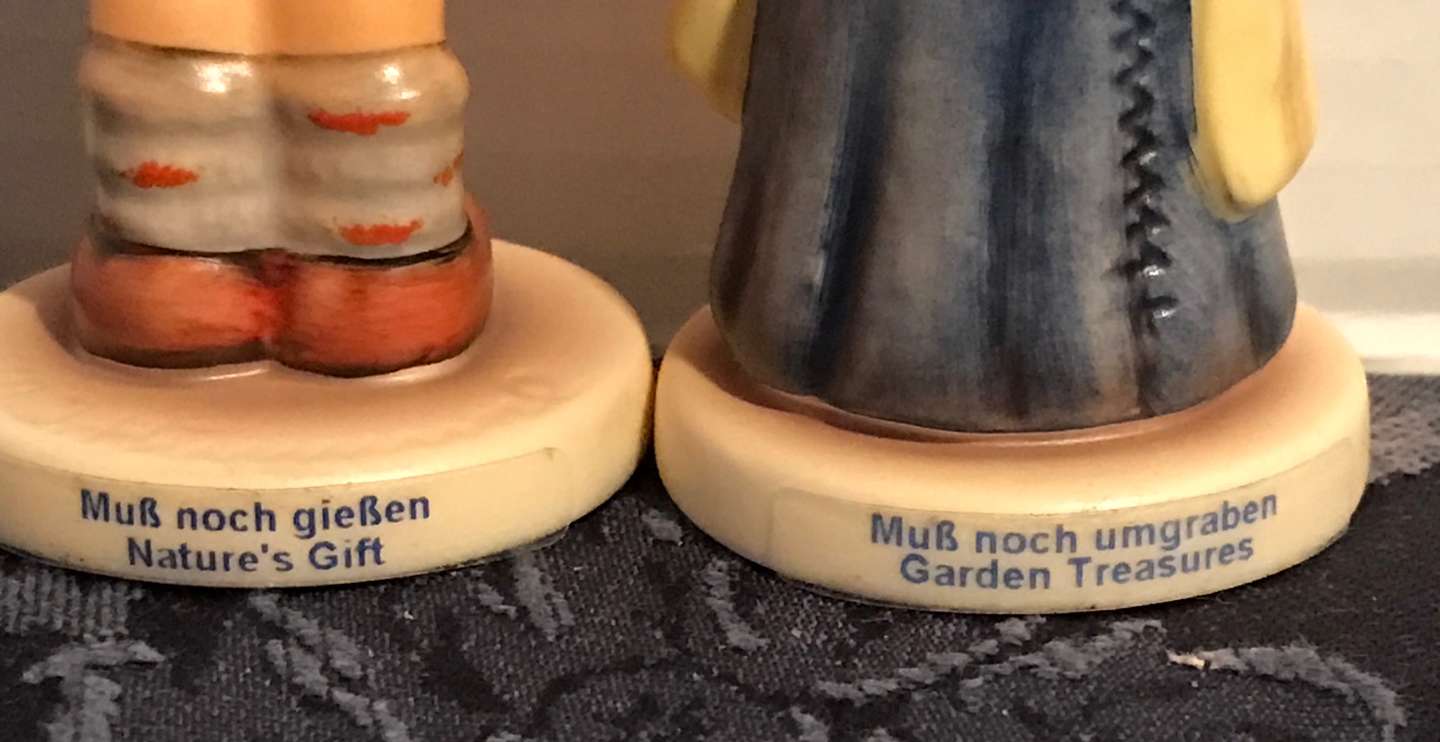 Muß noch gießen
Nature's Gift
Muß noch umgraben
Garden Treasures